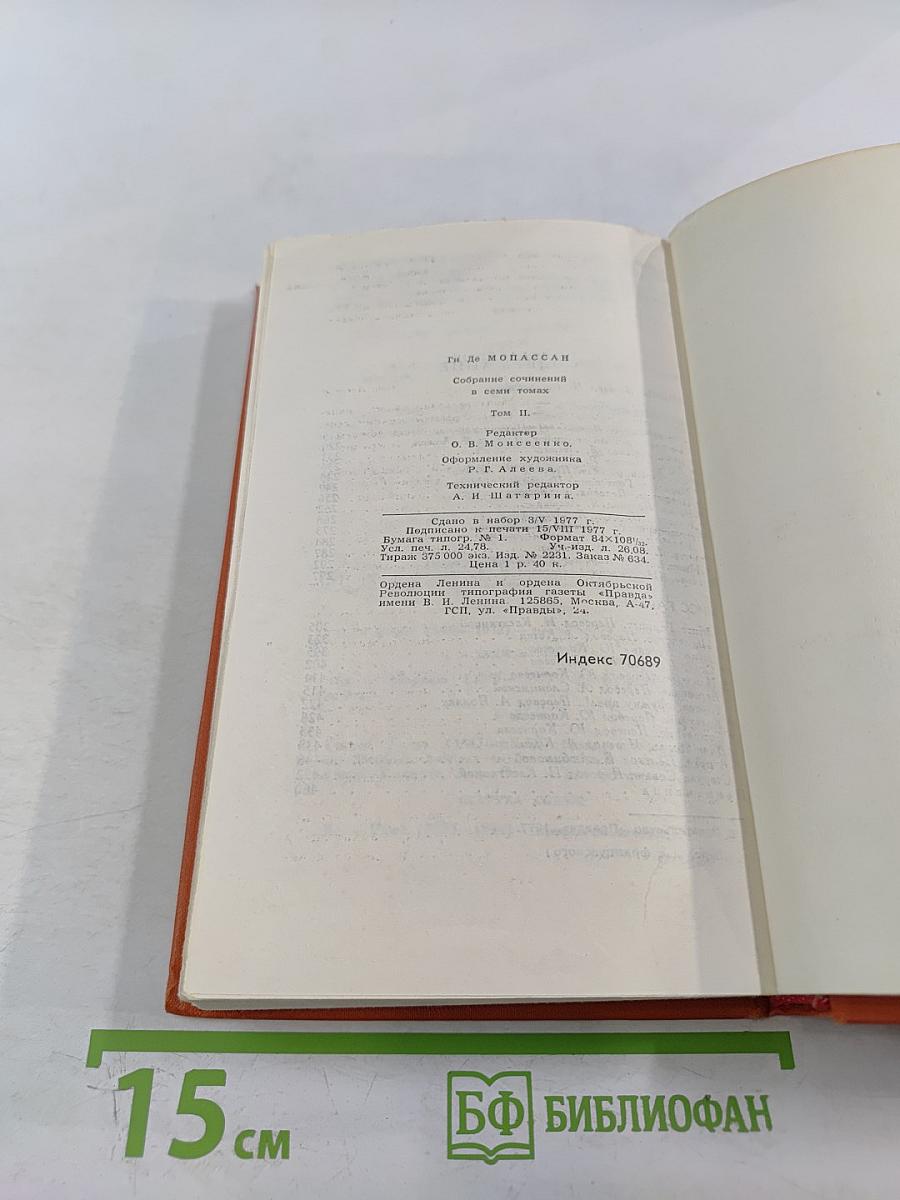 Ги Де МОПАССАН
Собрание сочинений
в семи томах
Том II.
Редактор
О. В. Моисеенко.
Оформление художника
Р. Г. Алеева.
Технический редактор
А. И. Шагарина.
Сдано в набор 3/V 1977 г.
Подписано к печати 15/VIII 1977 г.
Бумага типогр. № 1. Формат 84×108¹/₃₂.
Усл. печ. л. 24,78. Уч.-изд. л. 26,08.
Тираж 375 000 экз. Изд. № 2231. Заказ № 634.
Цена 1 р. 40 к.
Ордена Ленина и ордена Октябрьской
Революции типография газеты «Правда»
имени В. И. Ленина. 125865, Москва, А-47,
ГСП, ул. «Правды», 24.
Индекс 70689
15 см
БФ БИБЛИОФАН